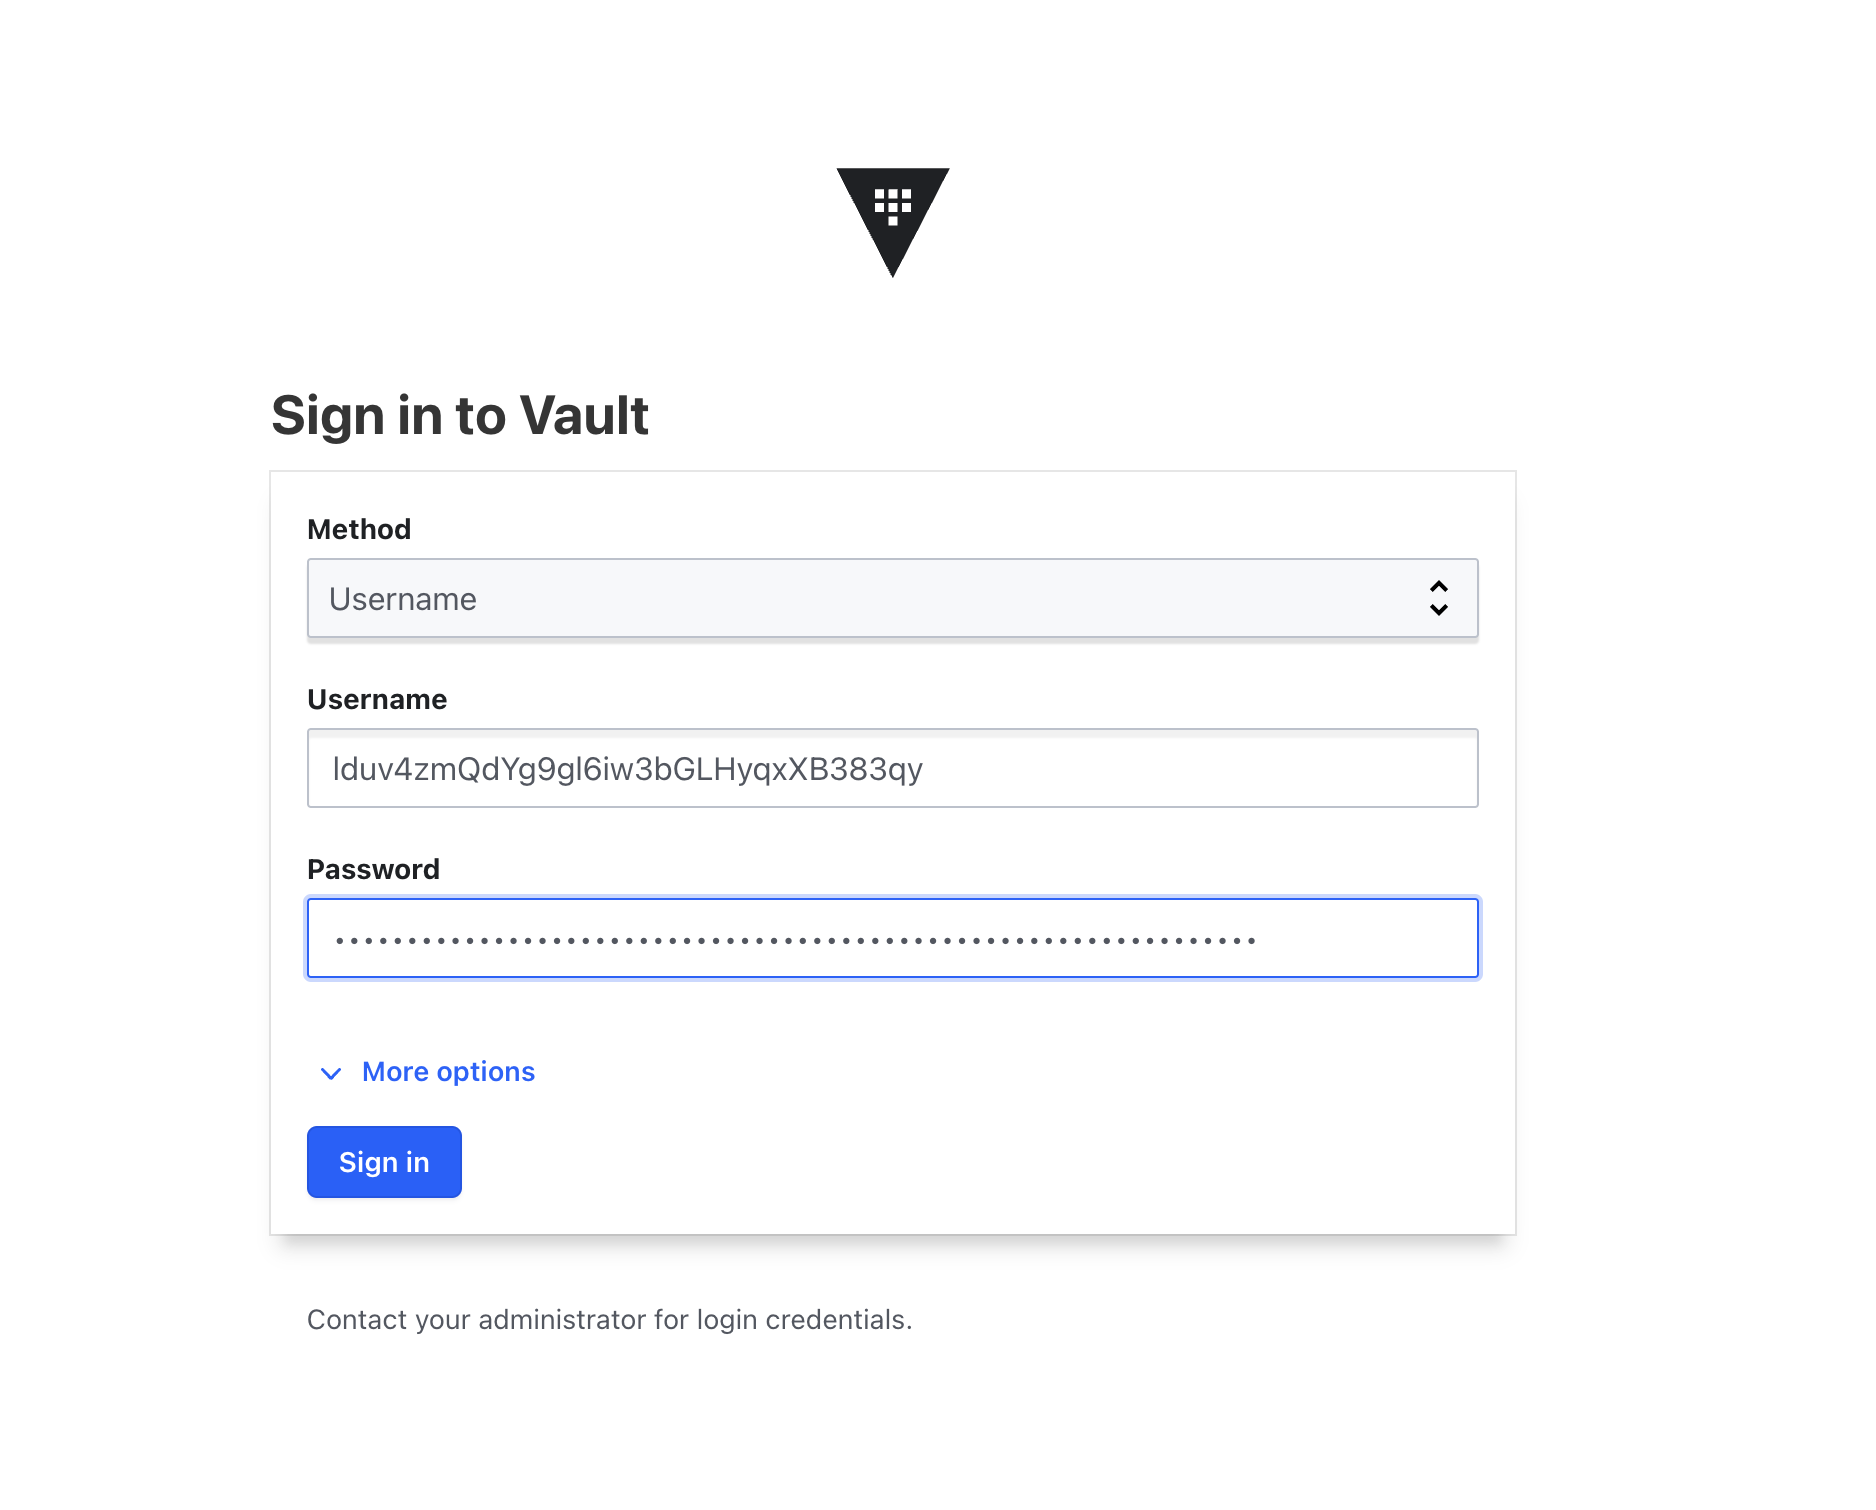 Sign in to Vault
Method
Username
Username
lduv4zmQdYg9gl6iw3bGLHyqxXB383qy
Password
••••••••••••••••••••••••••••••••••••••••••••••••••••••••••••••••
More options
Sign in
Contact your administrator for login credentials.